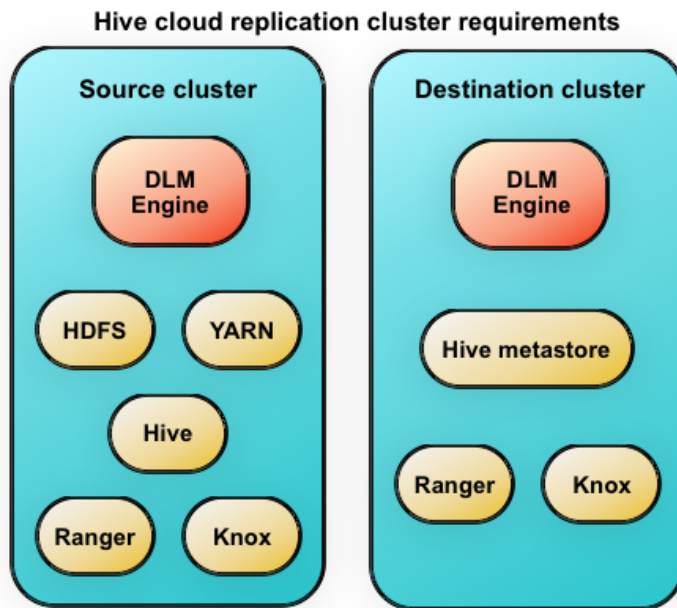 Hive cloud replication cluster requirements
Source cluster
DLM
Engine
HDFS
YARN
Hive
Ranger
Knox
Destination cluster
DLM
Engine
Hive metastore
Ranger
Knox